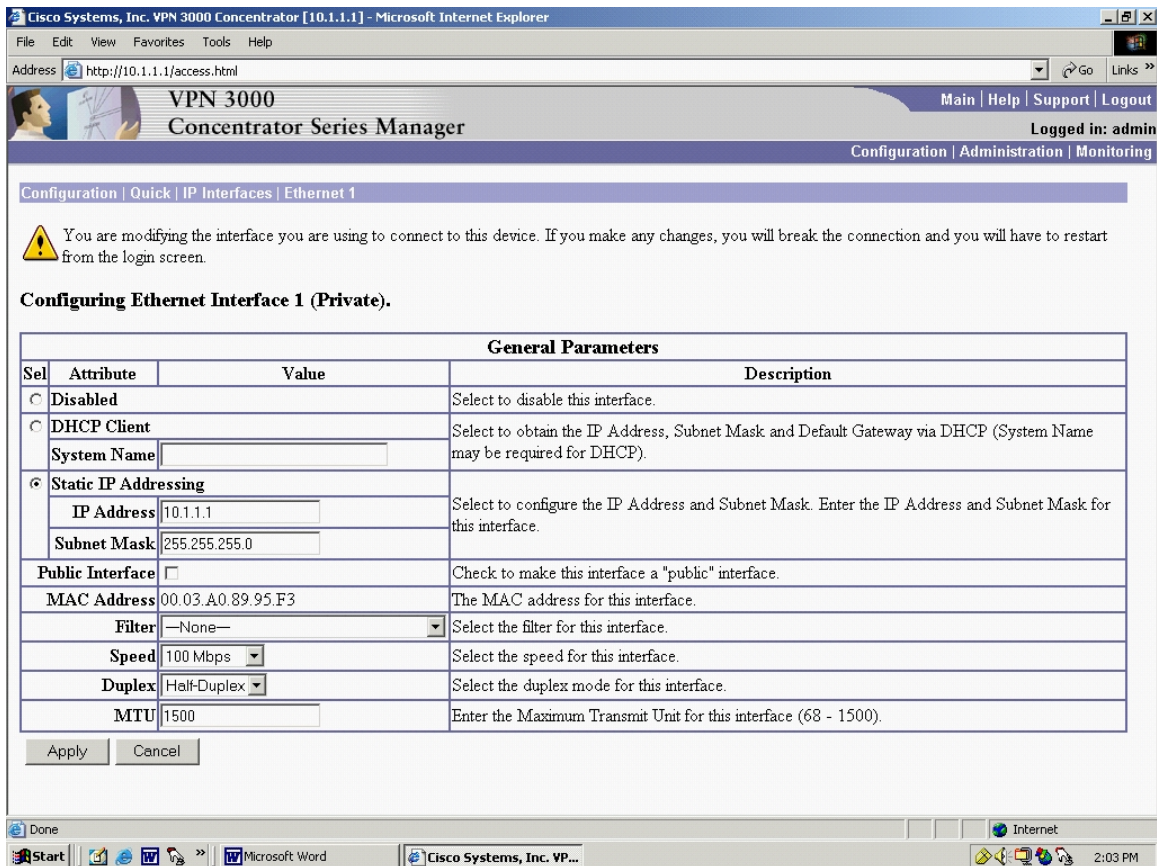 Cisco Systems, Inc. VPN 3000 Concentrator [10.1.1.1] - Microsoft Internet Explorer
File Edit View Favorites Tools Help
Address http://10.1.1.1/access.html Go Links »
VPN 3000
Concentrator Series Manager
Main | Help | Support | Logout
Logged in: admin
Configuration | Administration | Monitoring
Configuration | Quick | IP Interfaces | Ethernet 1
You are modifying the interface you are using to connect to this device. If you make any changes, you will break the connection and you will have to restart
from the login screen.
Configuring Ethernet Interface 1 (Private).
General Parameters
Sel Attribute Value Description
Disabled Select to disable this interface.
DHCP Client
System Name
Select to obtain the IP Address, Subnet Mask and Default Gateway via DHCP (System Name
may be required for DHCP).
Static IP Addressing
IP Address 10.1.1.1
Subnet Mask 255.255.255.0
Select to configure the IP Address and Subnet Mask. Enter the IP Address and Subnet Mask for
this interface.
Public Interface Check to make this interface a "public" interface.
MAC Address 00.03.A0.89.95.F3 The MAC address for this interface.
Filter —None— Select the filter for this interface.
Speed 100 Mbps Select the speed for this interface.
Duplex Half-Duplex Select the duplex mode for this interface.
MTU 1500 Enter the Maximum Transmit Unit for this interface (68 - 1500).
Apply Cancel
Done Internet
Start » Microsoft Word Cisco Systems, Inc. VP... 2:03 PM